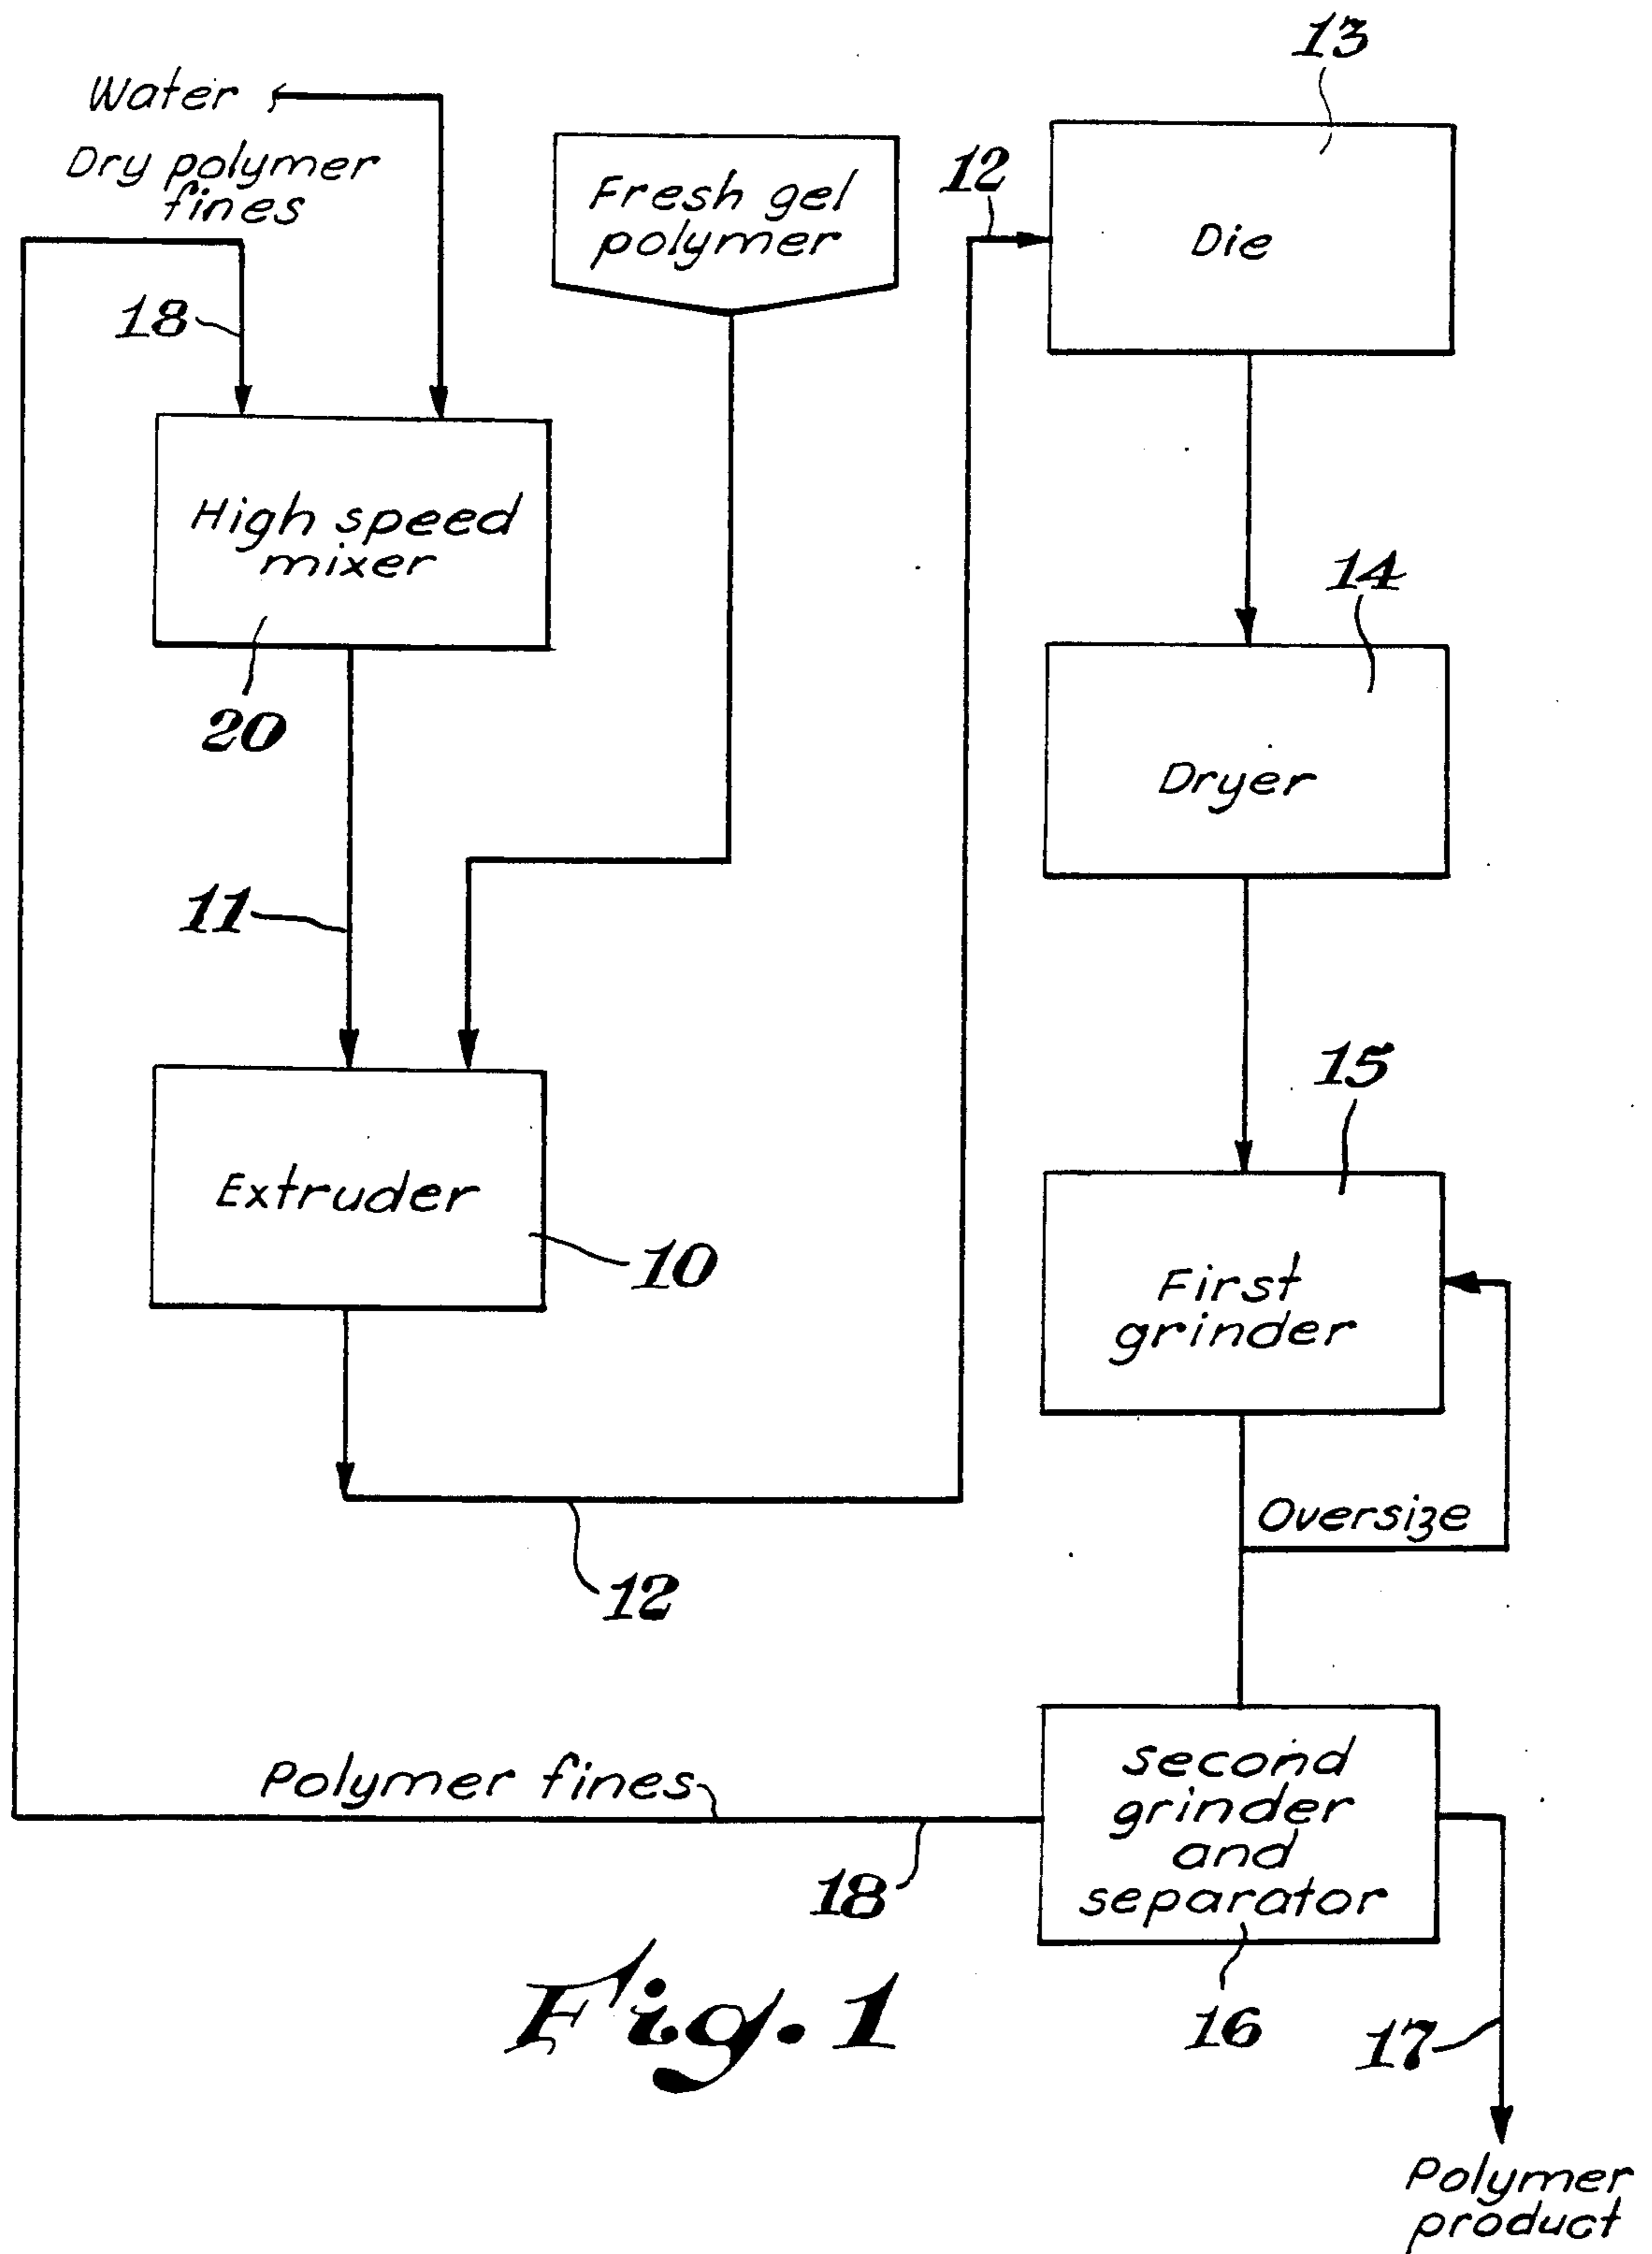 13
Water
Dry polymer
fines
Fresh gel
polymer
12
Die
18
High speed
mixer
20
14
Dryer
11
15
Extruder
10
First
grinder
Oversize
12
Polymer fines
18
second
grinder
and
separator
16
17
Fig. 1
Polymer
product